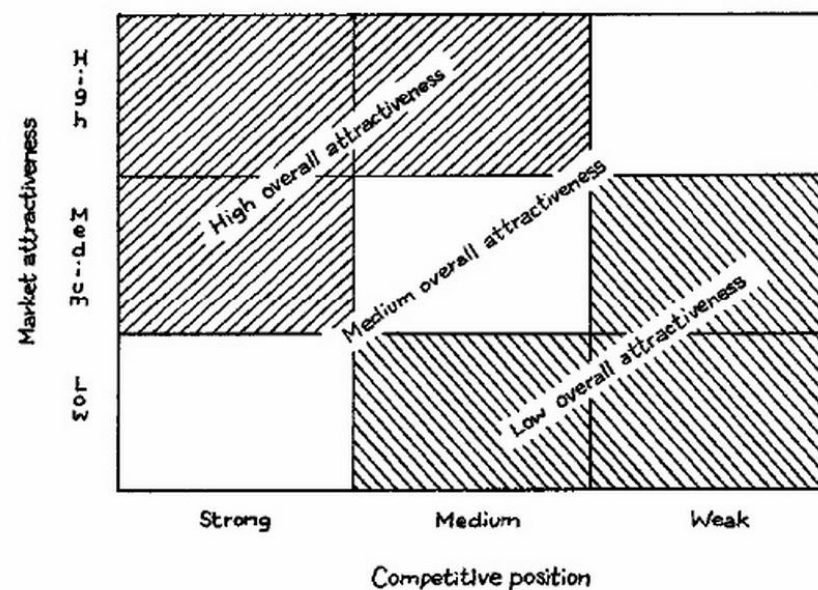 Market attractiveness
High
Medium
Low
High overall attractiveness
Medium overall attractiveness
Low overall attractiveness
Strong
Medium
Weak
Competitive position